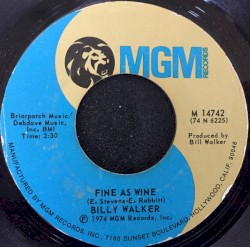 MGM
RECORDS
Briarpatch Music/
Debdave Music,
Inc. BMI
Time: 2:30
M 14742
(74 N 6225)
Produced by
Bill Walker
FINE AS WINE
(E. Stevens-E. Rabbitt)
BILLY WALKER
℗ 1974 MGM Records, Inc.
MFG. BY MGM RECORDS, INC., 7165 SUNSET BOULEVARD, HOLLYWOOD, CALIF. 90046